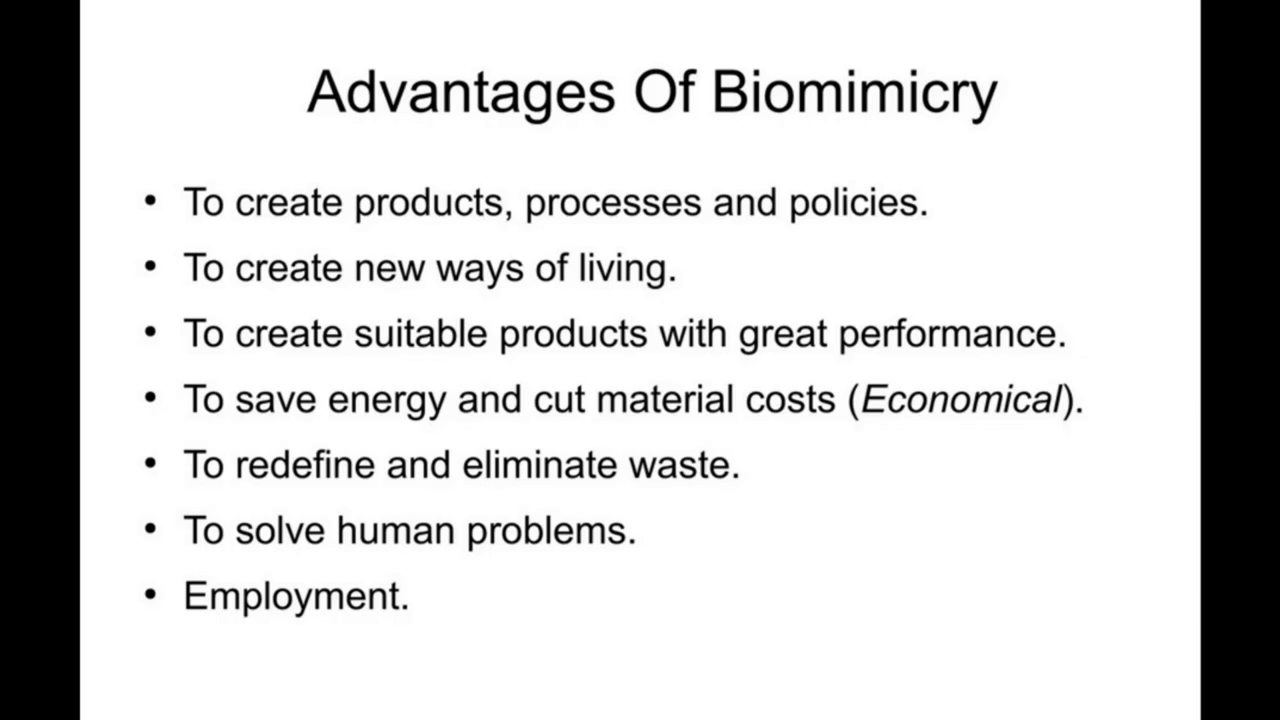 Advantages Of Biomimicry
• To create products, processes and policies.
• To create new ways of living.
• To create suitable products with great performance.
• To save energy and cut material costs (Economical).
• To redefine and eliminate waste.
• To solve human problems.
• Employment.